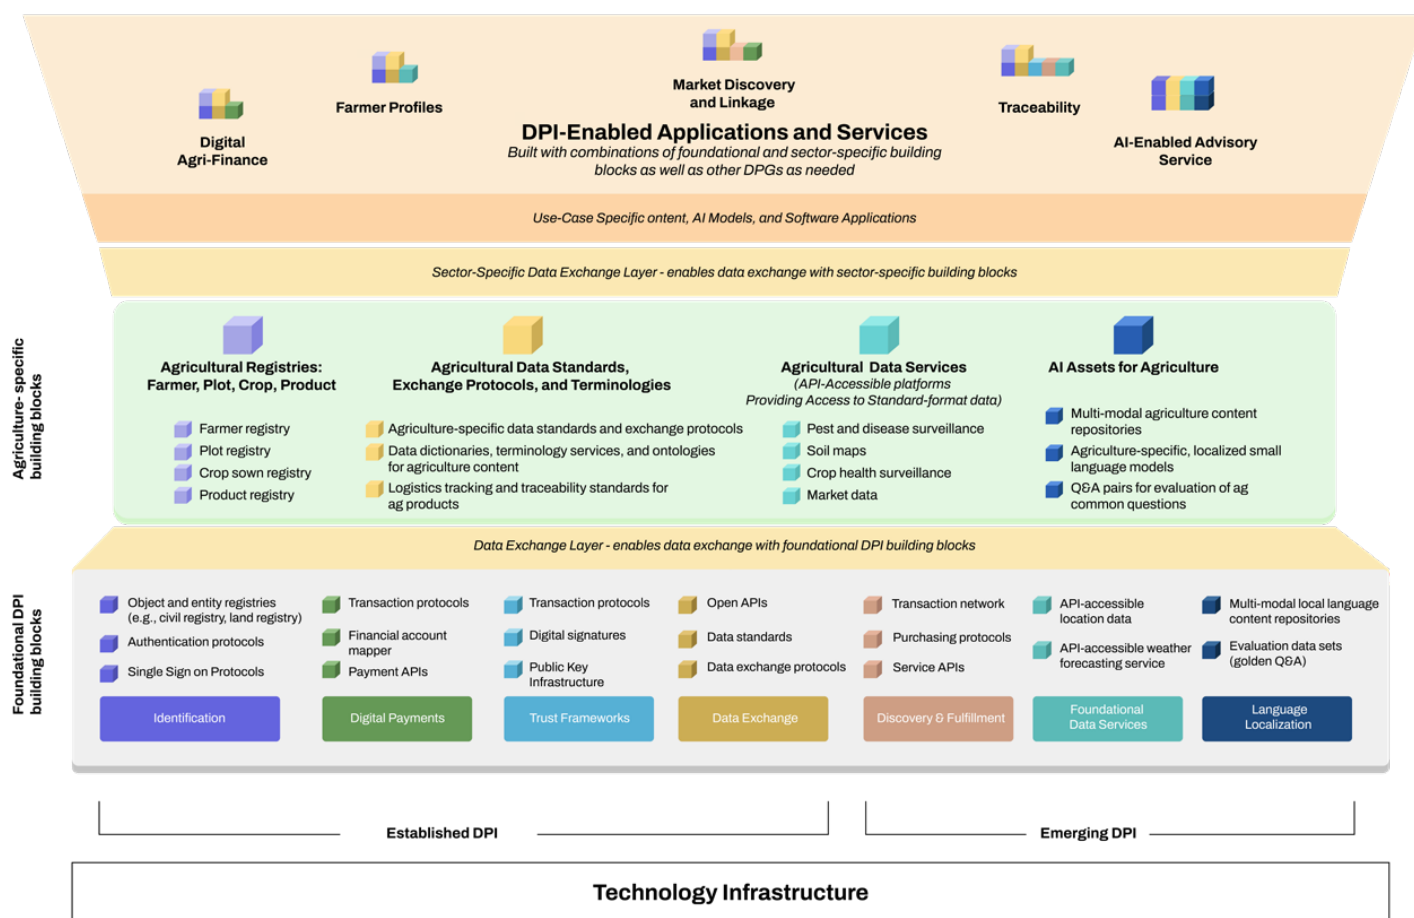 Market Discovery
and Linkage
Farmer Profiles
Traceability
Digital
Agri-Finance
AI-Enabled Advisory
Service
DPI-Enabled Applications and Services
Built with combinations of foundational and sector-specific building
blocks as well as other DPGs as needed
Use-Case Specific ontent, AI Models, and Software Applications
Sector-Specific Data Exchange Layer - enables data exchange with sector-specific building blocks
Agriculture- specific
building blocks
Agricultural Registries:
Farmer, Plot, Crop, Product
Farmer registry
Plot registry
Crop sown registry
Product registry
Agricultural Data Standards,
Exchange Protocols, and Terminologies
Agriculture-specific data standards and exchange protocols
Data dictionaries, terminology services, and ontologies
for agriculture content
Logistics tracking and traceability standards for
ag products
Agricultural Data Services
(API-Accessible platforms
Providing Access to Standard-format data)
Pest and disease surveillance
Soil maps
Crop health surveillance
Market data
AI Assets for Agriculture
Multi-modal agriculture content
repositories
Agriculture-specific, localized small
language models
Q&A pairs for evaluation of ag
common questions
Data Exchange Layer - enables data exchange with foundational DPI building blocks
Foundational DPI
building blocks
Object and entity registries
(e.g., civil registry, land registry)
Authentication protocols
Single Sign on Protocols
Identification
Transaction protocols
Financial account
mapper
Payment APIs
Digital Payments
Transaction protocols
Digital signatures
Public Key
Infrastructure
Trust Frameworks
Open APIs
Data standards
Data exchange protocols
Data Exchange
Transaction network
Purchasing protocols
Service APIs
Discovery & Fulfillment
API-accessible
location data
API-accessible weather
forecasting service
Foundational
Data Services
Multi-modal local language
content repositories
Evaluation data sets
(golden Q&A)
Language
Localization
Established DPI
Emerging DPI
Technology Infrastructure